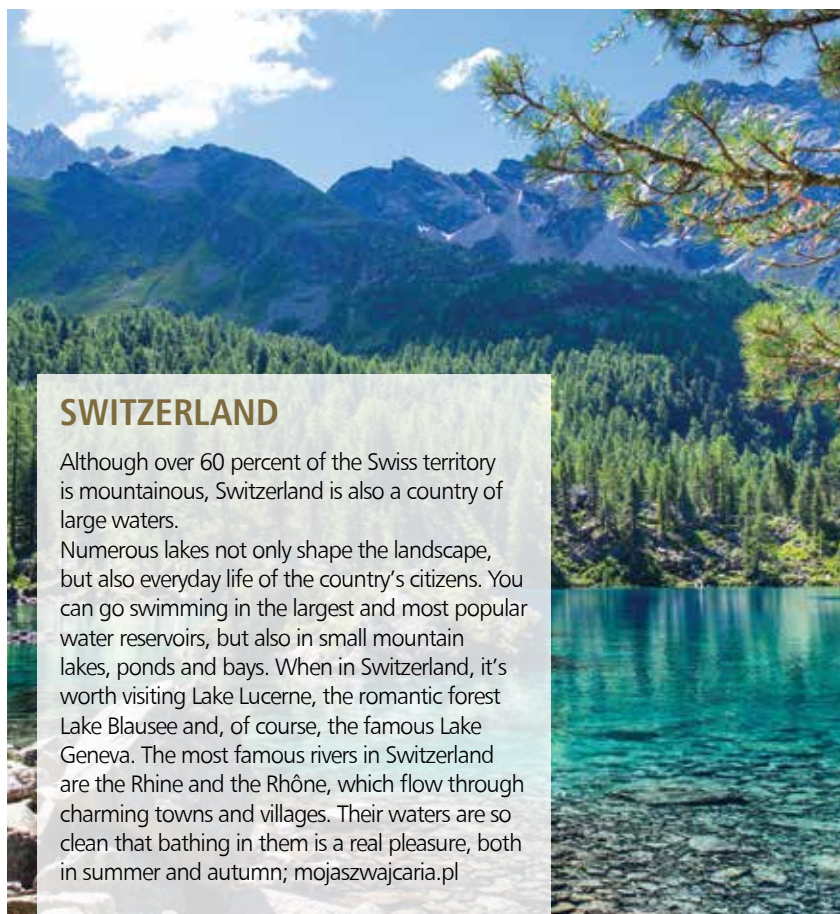 SWITZERLAND
Although over 60 percent of the Swiss territory
is mountainous, Switzerland is also a country of
large waters.
Numerous lakes not only shape the landscape,
but also everyday life of the country's citizens. You
can go swimming in the largest and most popular
water reservoirs, but also in small mountain
lakes, ponds and bays. When in Switzerland, it's
worth visiting Lake Lucerne, the romantic forest
Lake Blausee and, of course, the famous Lake
Geneva. The most famous rivers in Switzerland
are the Rhine and the Rhône, which flow through
charming towns and villages. Their waters are so
clean that bathing in them is a real pleasure, both
in summer and autumn; mojaszwajcaria.pl